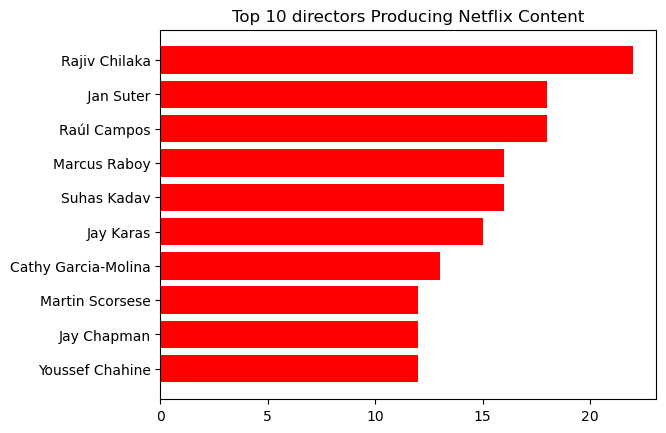 Top 10 directors Producing Netflix Content
Rajiv Chilaka
Jan Suter
Raúl Campos
Marcus Raboy
Suhas Kadav
Jay Karas
Cathy Garcia-Molina
Martin Scorsese
Jay Chapman
Youssef Chahine
0 5 10 15 20